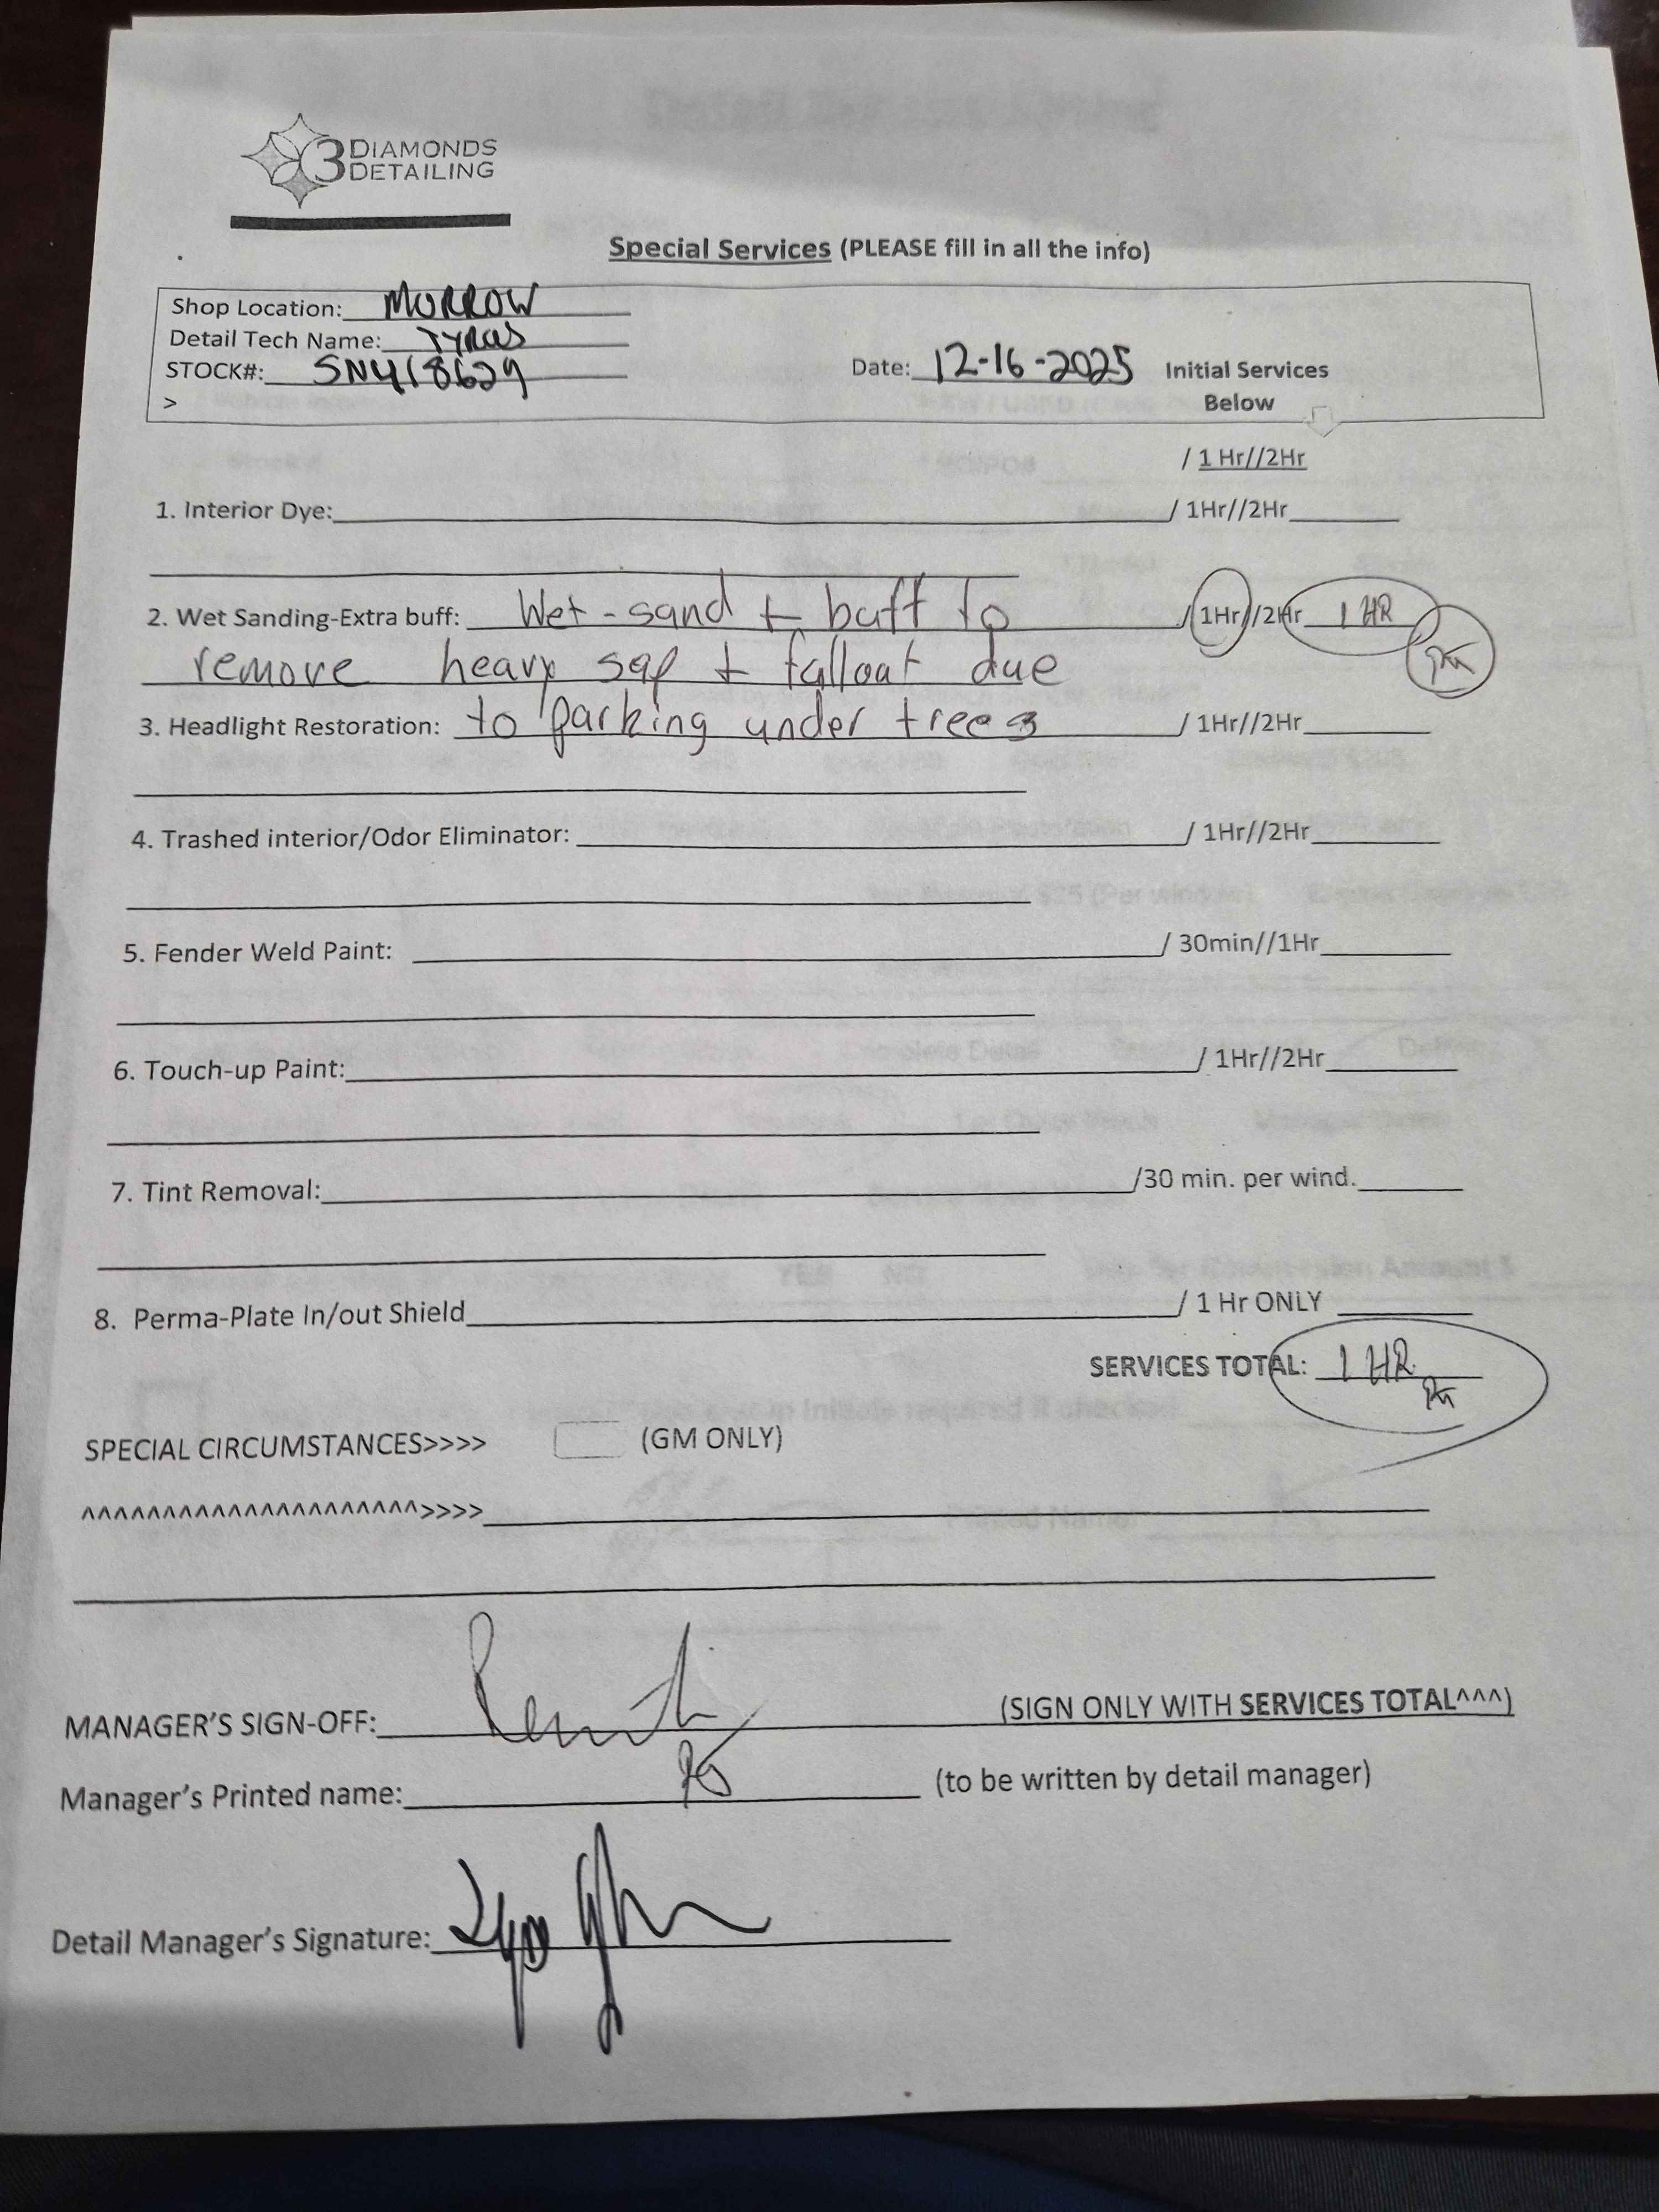 3 DIAMONDS
DETAILING
Special Services (PLEASE fill in all the info)
Shop Location: MORROW
Detail Tech Name: TYRUS
STOCK#: SN418629
Date: 12-16-2025 Initial Services
Below
>
/ 1 Hr//2Hr
1. Interior Dye: / 1Hr//2Hr
2. Wet Sanding-Extra buff: Wet-sand + buff to / 1Hr//2Hr 1 HR
remove heavy sap + fallout due
3. Headlight Restoration: to parking under trees / 1Hr//2Hr
4. Trashed interior/Odor Eliminator: / 1Hr//2Hr
5. Fender Weld Paint: / 30min//1Hr
6. Touch-up Paint: / 1Hr//2Hr
7. Tint Removal: /30 min. per wind.
8. Perma-Plate In/out Shield / 1 Hr ONLY
SERVICES TOTAL: 1 HR
SPECIAL CIRCUMSTANCES>>>> (GM ONLY)
^^^^^^^^^^^^^^^^^^^^^>>>>
MANAGER'S SIGN-OFF: (SIGN ONLY WITH SERVICES TOTAL^^^)
Manager's Printed name: (to be written by detail manager)
Detail Manager's Signature: